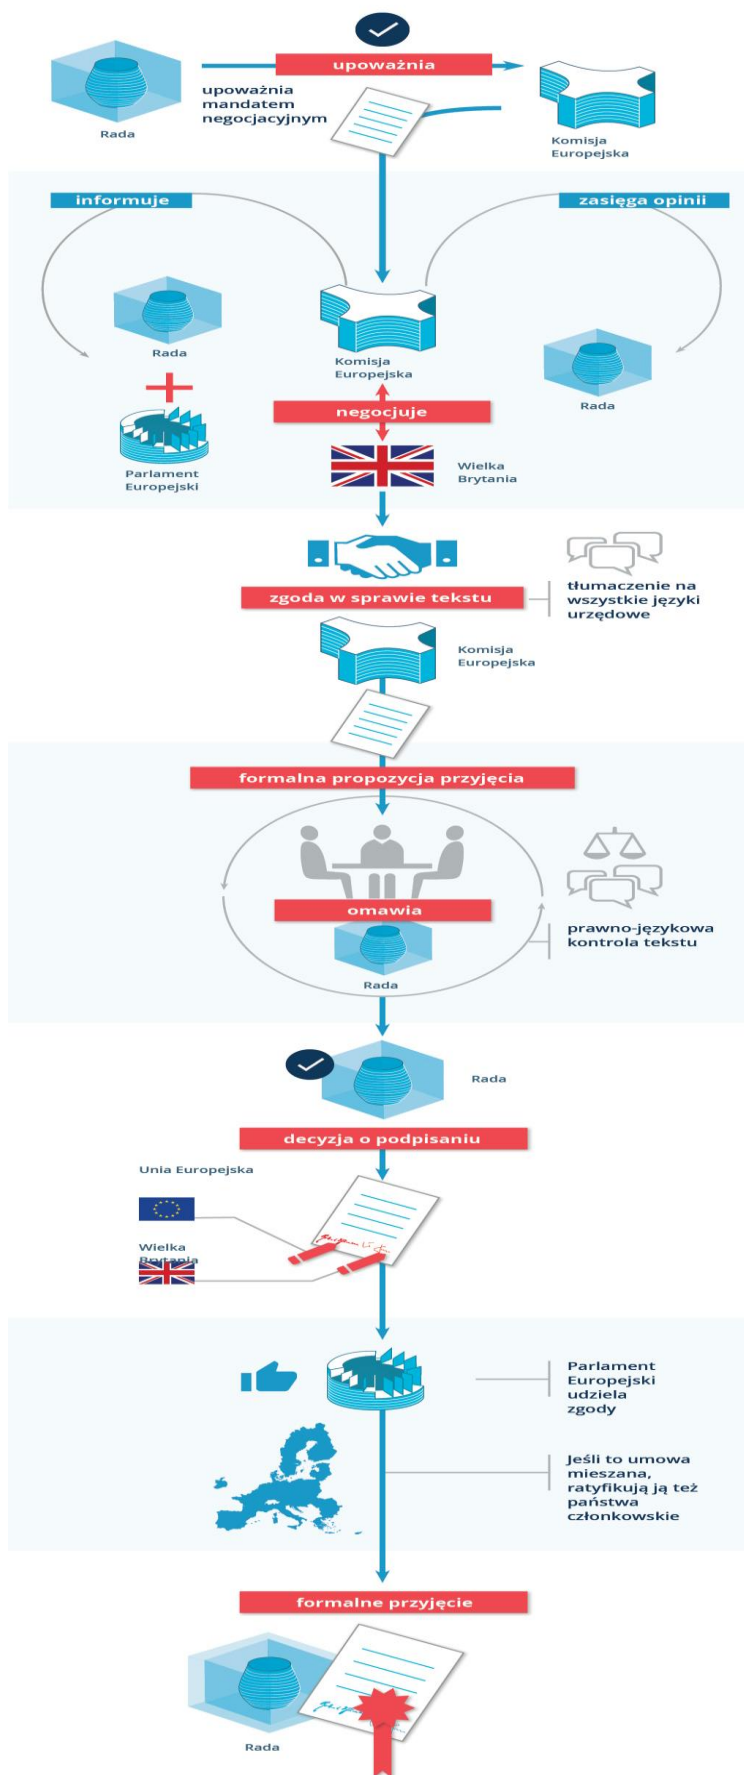 upoważnia
upoważnia
mandatem
negocjacyjnym
Rada
Komisja
Europejska
informuje
zasięga opinii
Rada
Komisja
Europejska
Rada
negocjuje
Parlament
Europejski
Wielka
Brytania
zgoda w sprawie tekstu
tłumaczenie na
wszystkie języki
urzędowe
Komisja
Europejska
formalna propozycja przyjęcia
omawia
prawno-językowa
kontrola tekstu
Rada
Rada
decyzja o podpisaniu
Unia Europejska
Wielka
Brytania
Parlament
Europejski
udziela
zgody
Jeśli to umowa
mieszana,
ratyfikują ją też
państwa
członkowskie
formalne przyjęcie
Rada